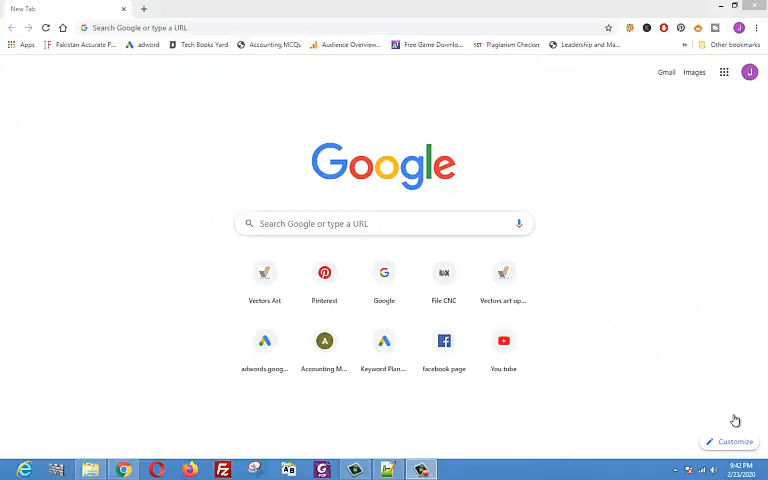 New Tab
Search Google or type a URL
Apps Pakistan Accurate P... adword Tech Books Yard Accounting MCQs Audience Overview... Free Game Downlo... SST Plagiarism Checker Leadership and Ma... » Other bookmarks
Gmail Images J
Google
Search Google or type a URL
Vectors Art Pinterest Google File CNC Vectors art up...
A
adwords.goog... Accounting M... Keyword Plan... facebook page You tube
Customize
9:42 PM
2/23/2020